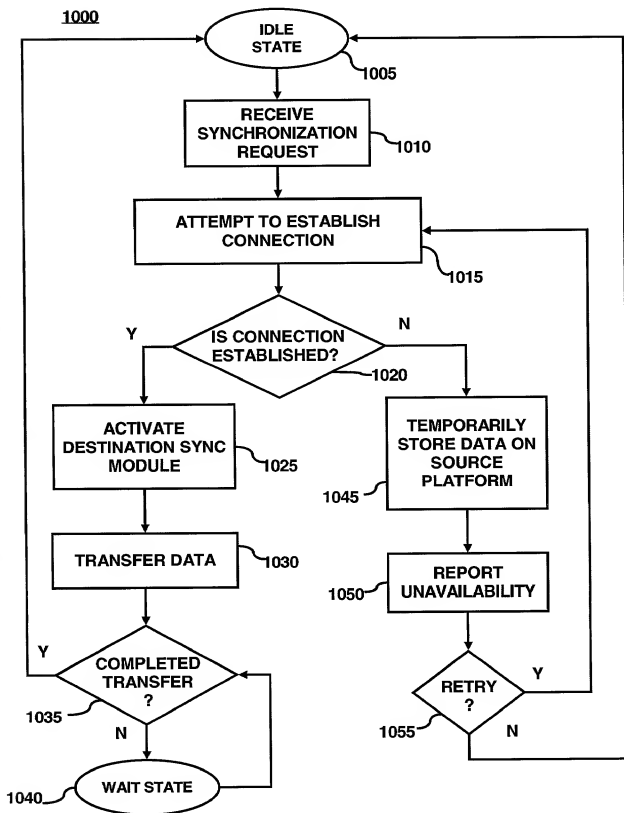 1000
IDLE
STATE
1005
RECEIVE
SYNCHRONIZATION
REQUEST
1010
ATTEMPT TO ESTABLISH
CONNECTION
1015
Y
IS CONNECTION
ESTABLISHED?
N
1020
ACTIVATE
DESTINATION SYNC
MODULE
1025
TEMPORARILY
STORE DATA ON
SOURCE
PLATFORM
1045
TRANSFER DATA
1030
REPORT
UNAVAILABILITY
1050
Y
COMPLETED
TRANSFER
?
1035
N
RETRY
?
Y
1055
N
WAIT STATE
1040